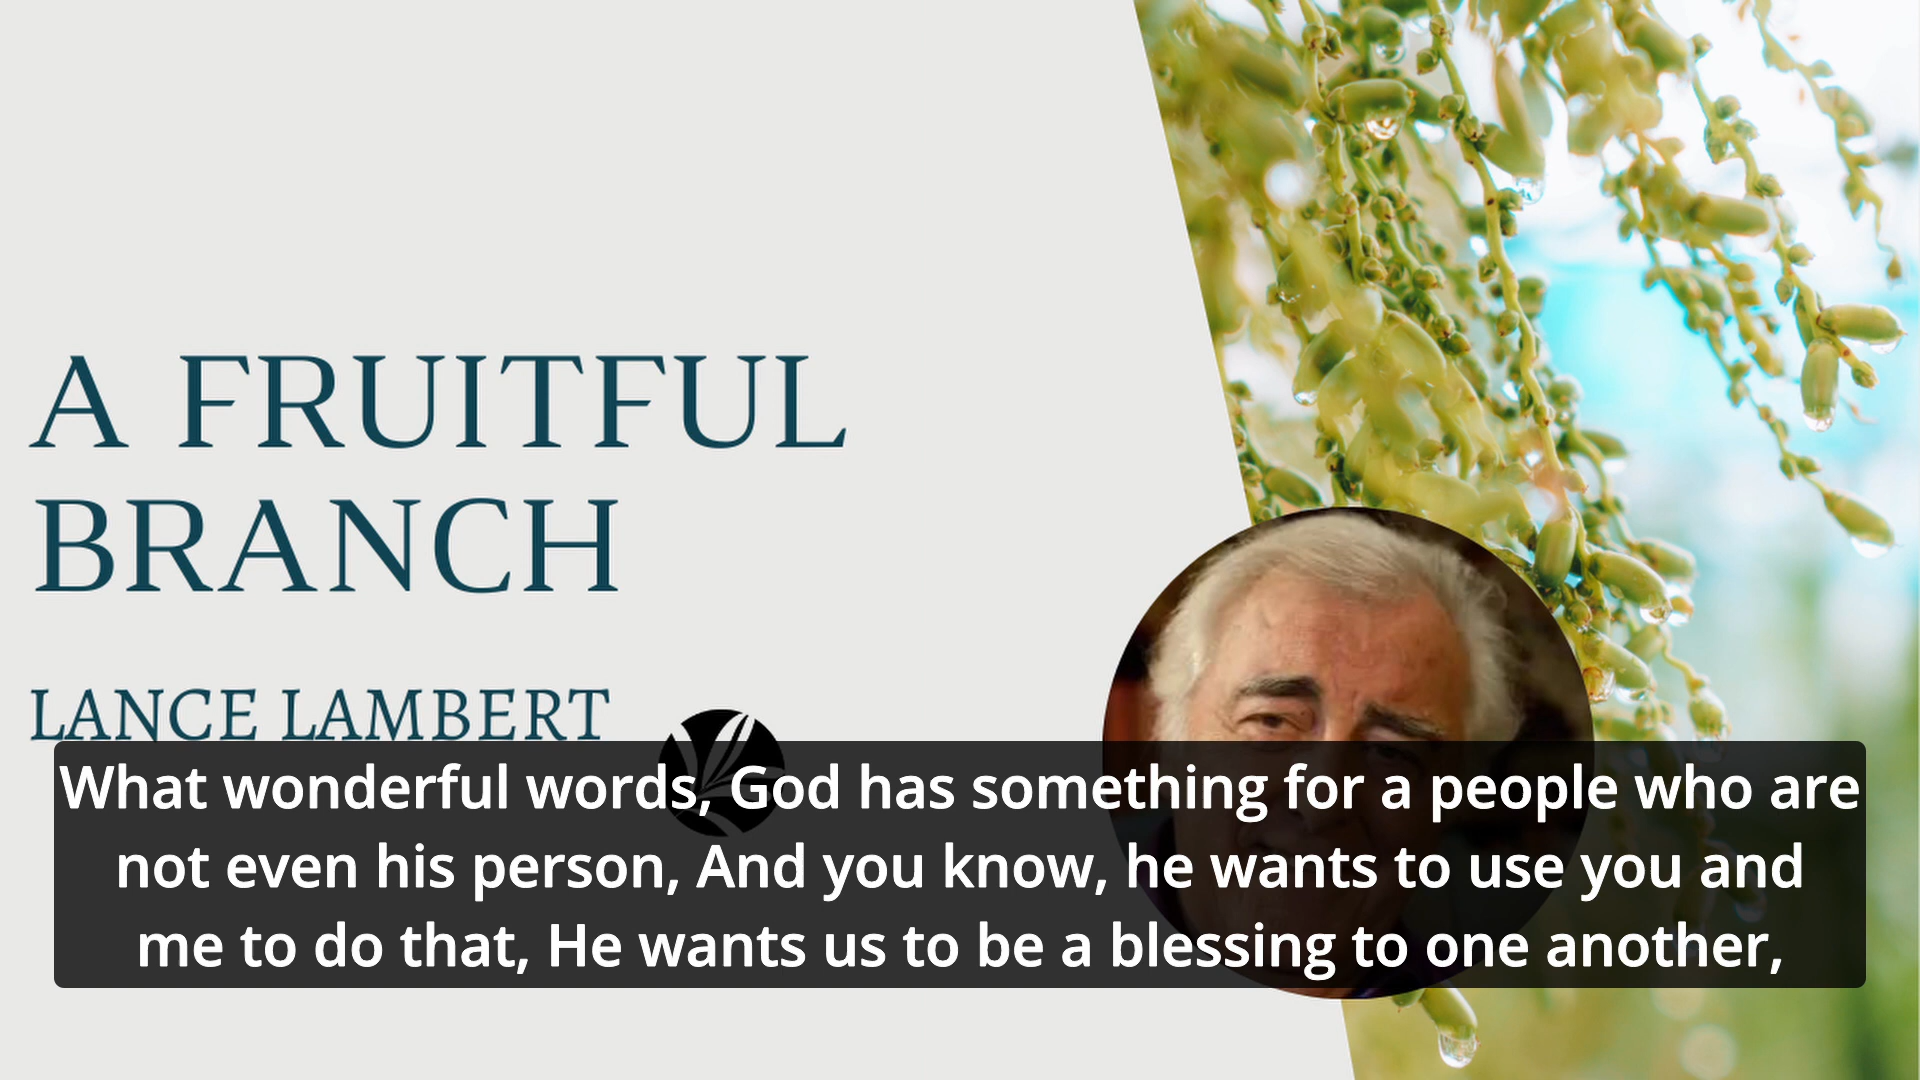 A FRUITFUL
BRANCH
LANCE LAMBERT
What wonderful words, God has something for a people who are
not even his person, And you know, he wants to use you and
me to do that, He wants us to be a blessing to one another,